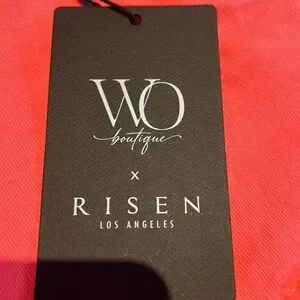 WO
boutique
x
RISEN
LOS ANGELES